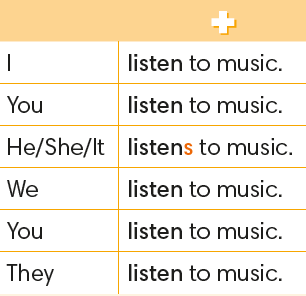 +
I listen to music.
You listen to music.
He/She/It listens to music.
We listen to music.
You listen to music.
They listen to music.